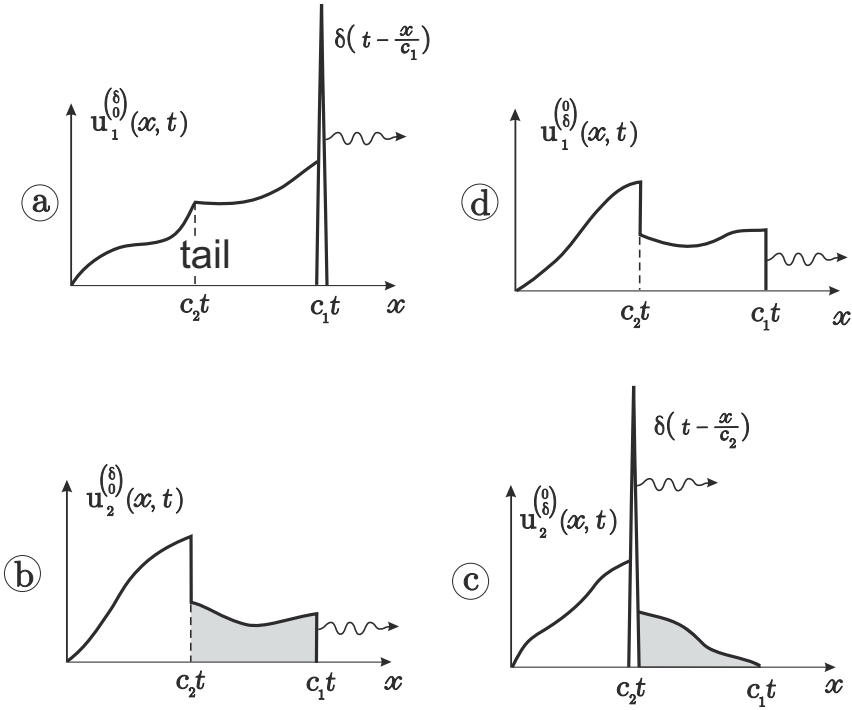 δ( t − x/c₁)
u₁^(δ 0)(x, t)
a
tail
c₂t c₁t x
u₁^(0 δ)(x, t)
d
c₂t c₁t x
u₂^(δ 0)(x, t)
b
c₂t c₁t x
δ( t − x/c₂)
u₂^(0 δ)(x, t)
c
c₂t c₁t x